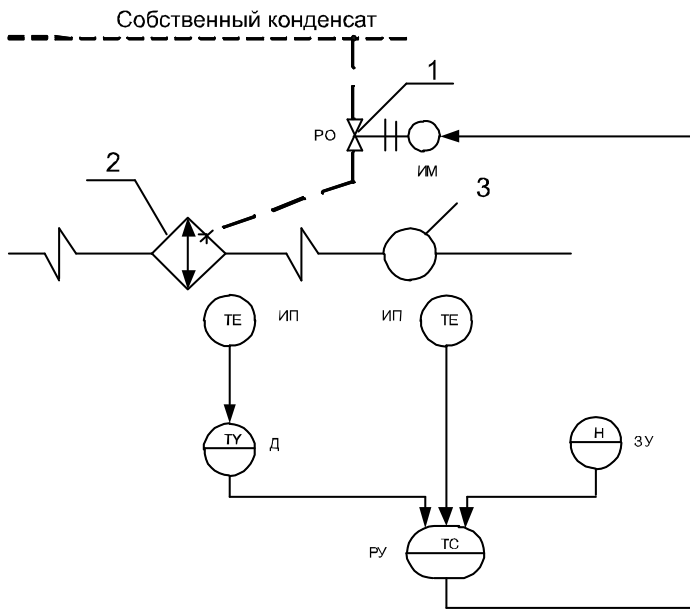 Собственный конденсат
1
РО
ИМ
2
3
TE
ИП
ИП
TE
TY
Д
H
ЗУ
РУ
TC